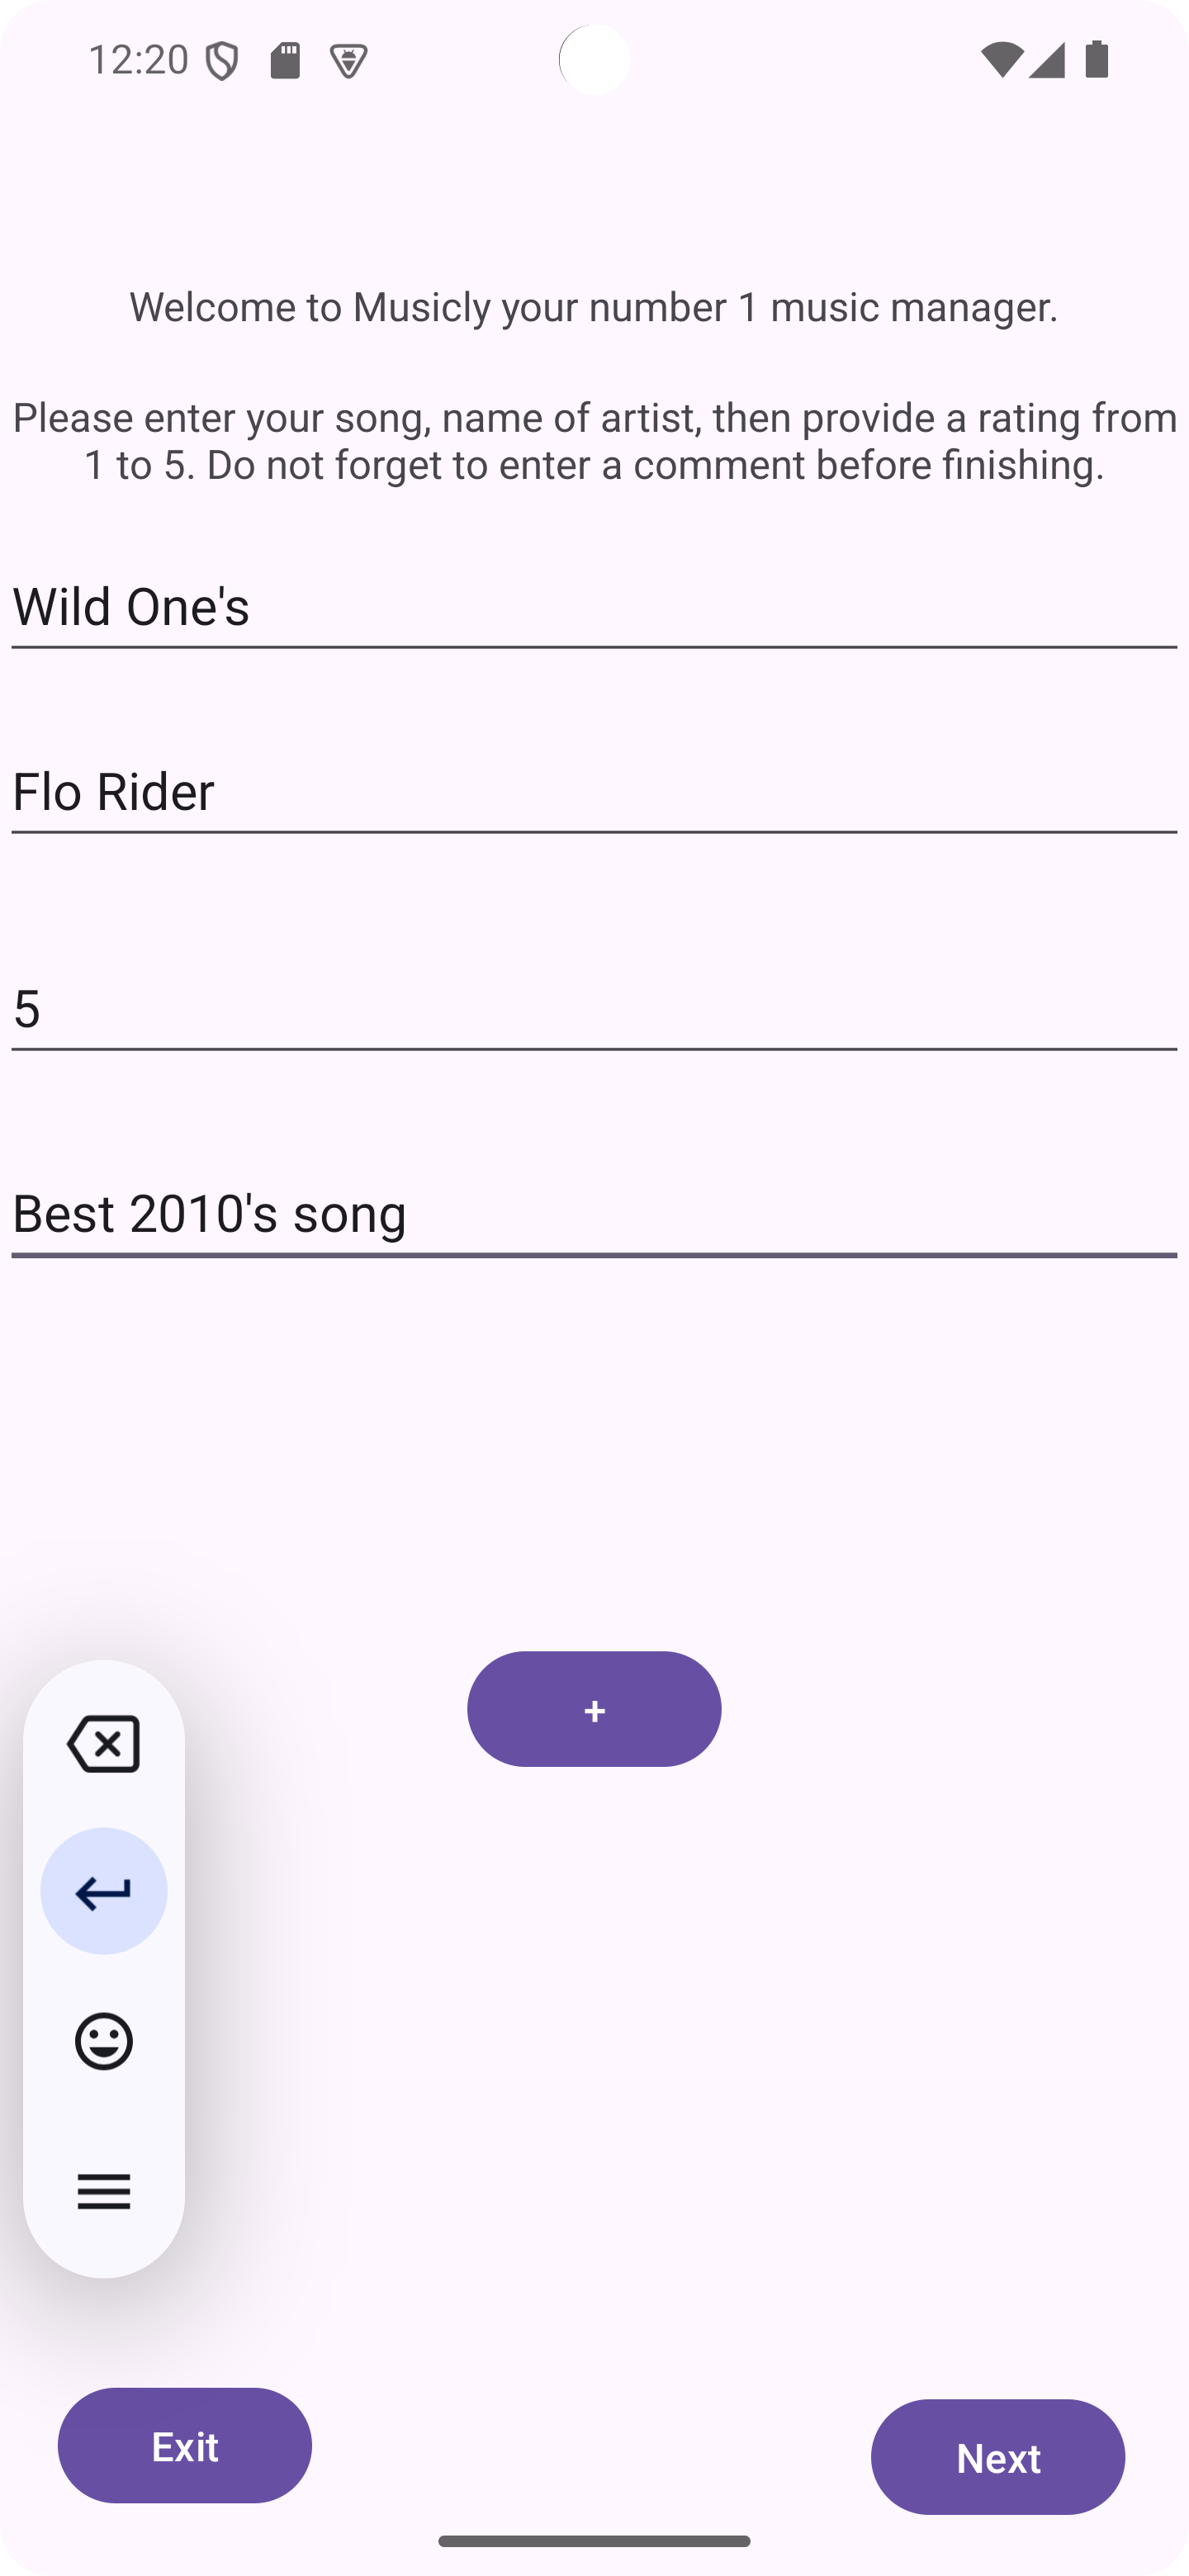 12:20
Welcome to Musicly your number 1 music manager.
Please enter your song, name of artist, then provide a rating from
1 to 5. Do not forget to enter a comment before finishing.
Wild One's
Flo Rider
5
Best 2010's song
+
Exit
Next